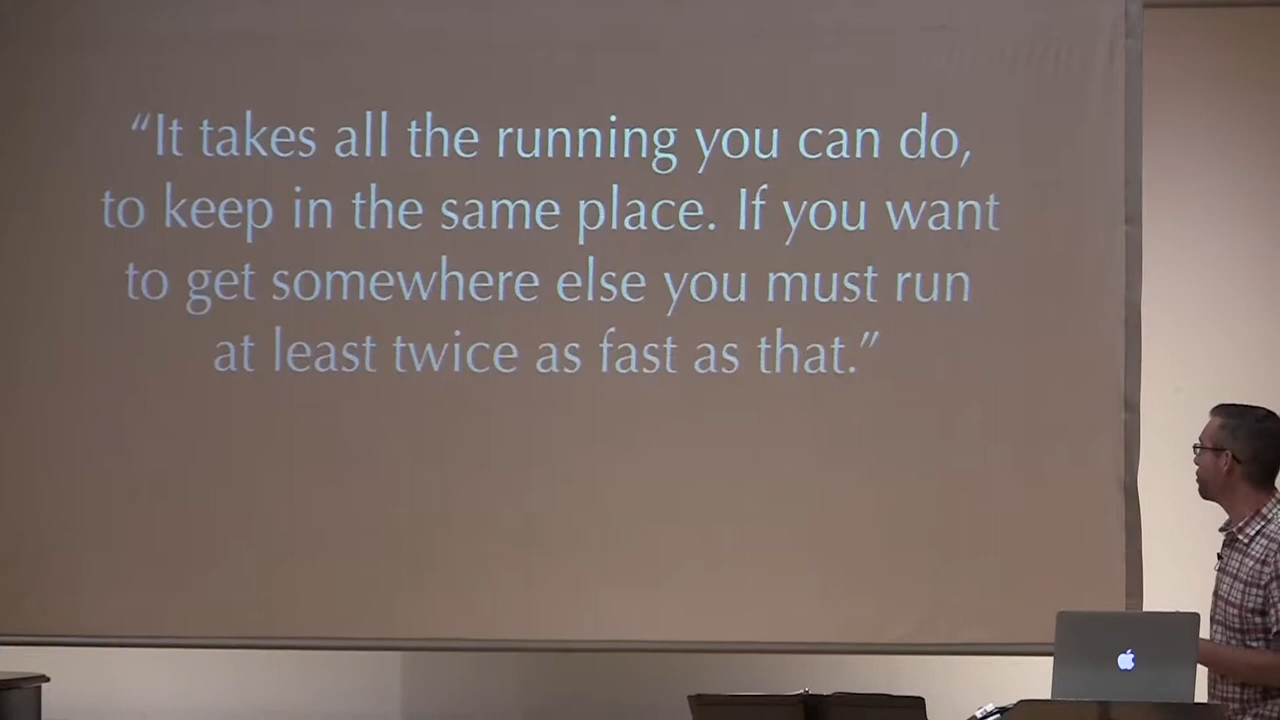 “It takes all the running you can do,
to keep in the same place. If you want
to get somewhere else you must run
at least twice as fast as that.”